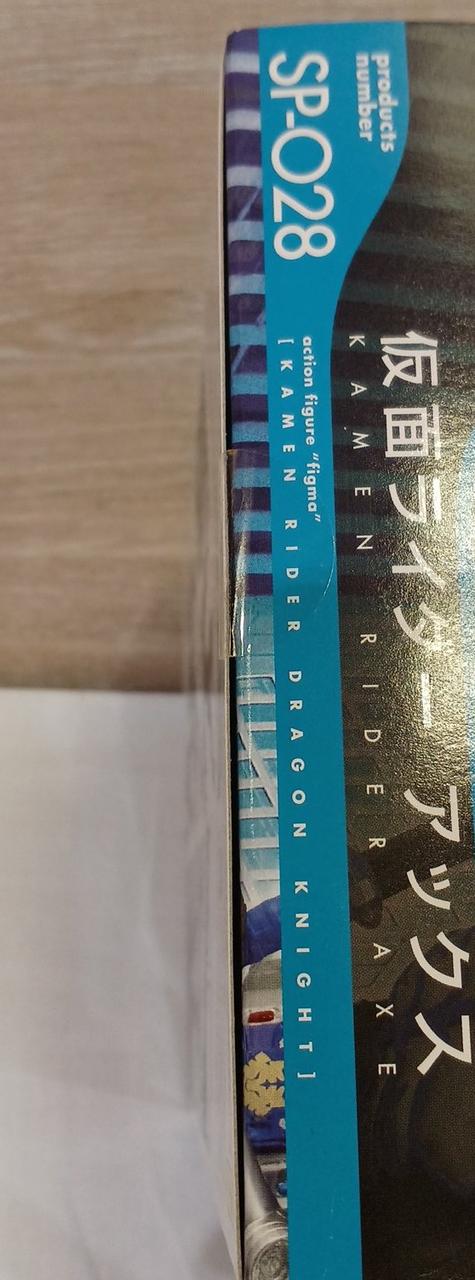 products
number
SP-028
action figure "figma"
[KAMEN RIDER DRAGON KNIGHT]
仮面ライダー アックス
KAMEN RIDER AXE